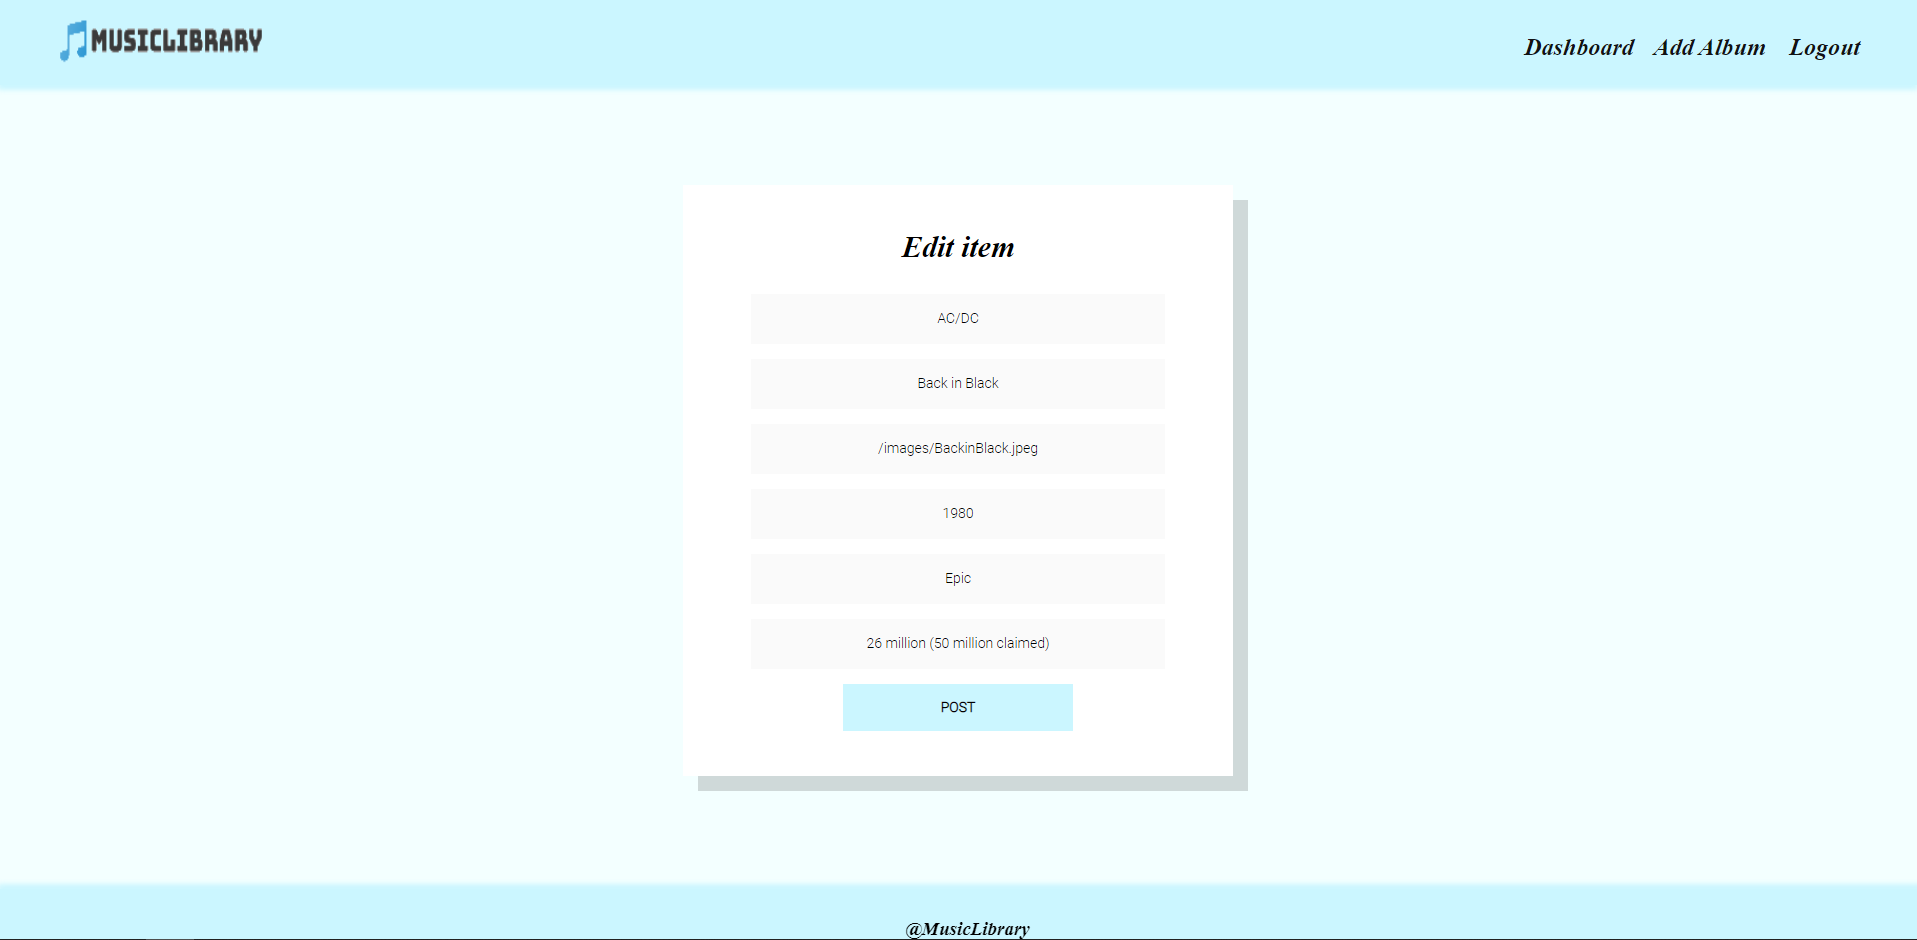 MUSICLIBRARY
Dashboard Add Album Logout
Edit item
AC/DC
Back in Black
/images/BackinBlack.jpeg
1980
Epic
26 million (50 million claimed)
POST
@MusicLibrary